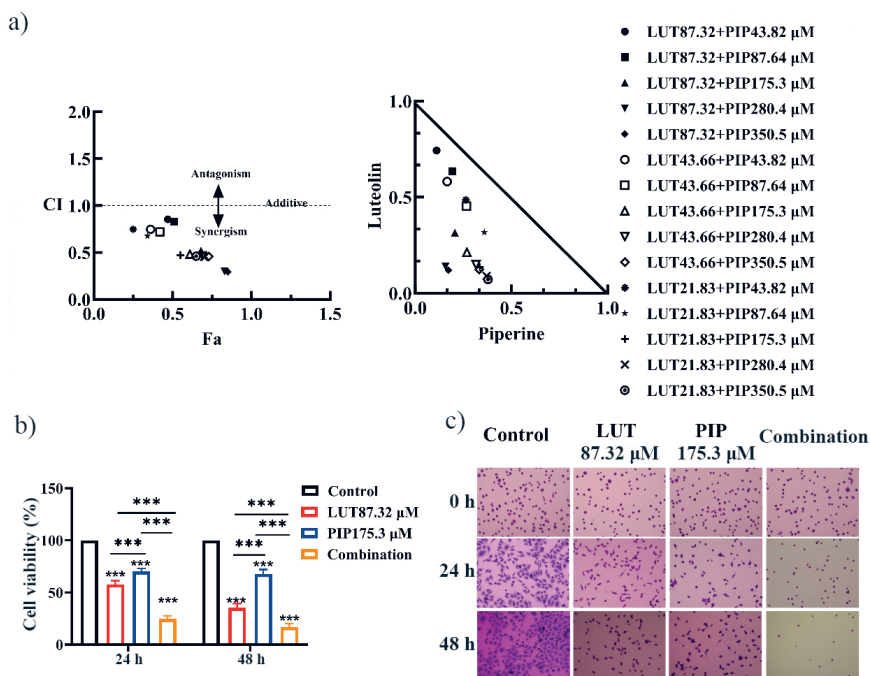 a)
CI
2.0
1.5
1.0
0.5
0.0
Antagonism
Additive
Synergism
0.0 0.5 1.0 1.5
Fa
Luteolin
1.0
0.5
0.0
0.0 0.5 1.0
Piperine
LUT87.32+PIP43.82 μM
LUT87.32+PIP87.64 μM
LUT87.32+PIP175.3 μM
LUT87.32+PIP280.4 μM
LUT87.32+PIP350.5 μM
LUT43.66+PIP43.82 μM
LUT43.66+PIP87.64 μM
LUT43.66+PIP175.3 μM
LUT43.66+PIP280.4 μM
LUT43.66+PIP350.5 μM
LUT21.83+PIP43.82 μM
LUT21.83+PIP87.64 μM
LUT21.83+PIP175.3 μM
LUT21.83+PIP280.4 μM
LUT21.83+PIP350.5 μM
b)
Cell viability (%)
150
100
50
0
*** ***
*** ***
*** ***
*** *** ***
*** *** ***
24 h 48 h
Control
LUT87.32 μM
PIP175.3 μM
Combination
c)
Control LUT PIP Combination
87.32 μM 175.3 μM
0 h
24 h
48 h